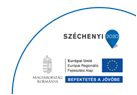 SZÉCHENYI 2020
MAGYARORSZÁG
KORMÁNYA
Európai Unió
Európai Regionális
Fejlesztési Alap
BEFEKTETÉS A JÖVŐBE